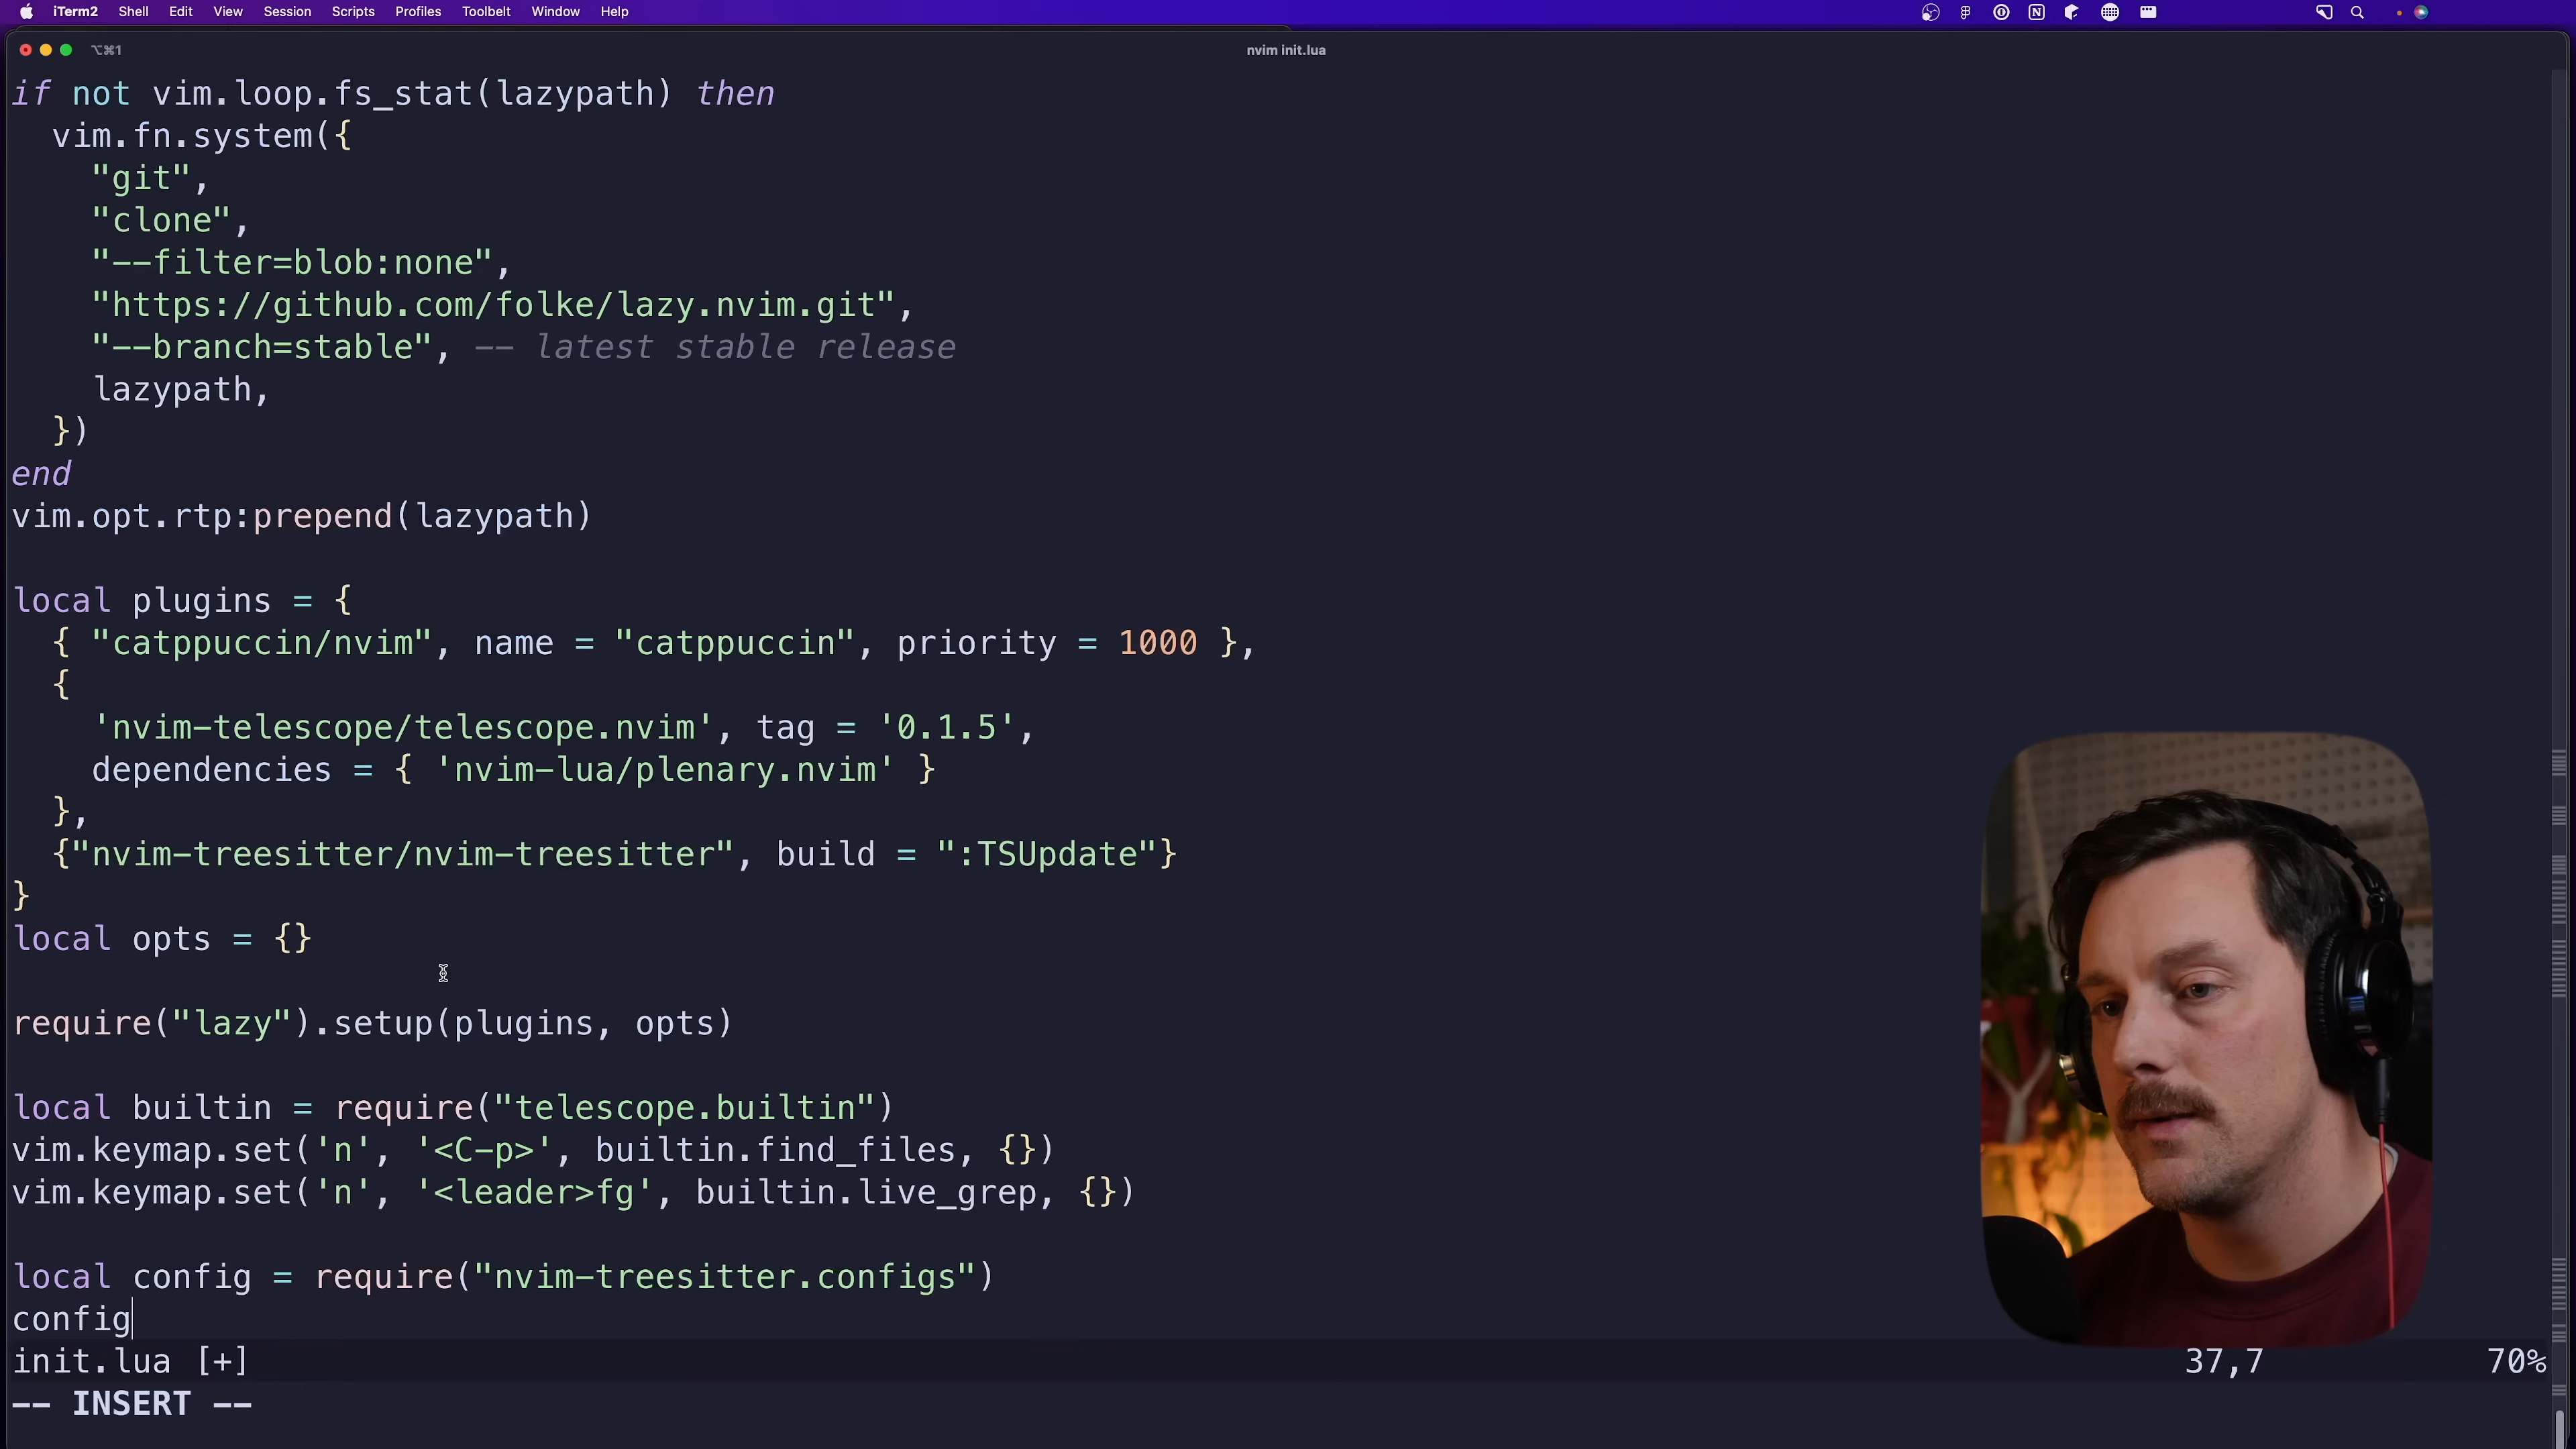 iTerm2 Shell Edit View Session Scripts Profiles Toolbelt Window Help
⌥⌘1 nvim init.lua
if not vim.loop.fs_stat(lazypath) then
  vim.fn.system({
    "git",
    "clone",
    "--filter=blob:none",
    "https://github.com/folke/lazy.nvim.git",
    "--branch=stable", -- latest stable release
    lazypath,
  })
end
vim.opt.rtp:prepend(lazypath)

local plugins = {
  { "catppuccin/nvim", name = "catppuccin", priority = 1000 },
  {
    'nvim-telescope/telescope.nvim', tag = '0.1.5',
    dependencies = { 'nvim-lua/plenary.nvim' }
  },
  {"nvim-treesitter/nvim-treesitter", build = ":TSUpdate"}
}
local opts = {}

require("lazy").setup(plugins, opts)

local builtin = require("telescope.builtin")
vim.keymap.set('n', '<C-p>', builtin.find_files, {})
vim.keymap.set('n', '<leader>fg', builtin.live_grep, {})

local config = require("nvim-treesitter.configs")
config
init.lua [+] 37,7 70%
-- INSERT --